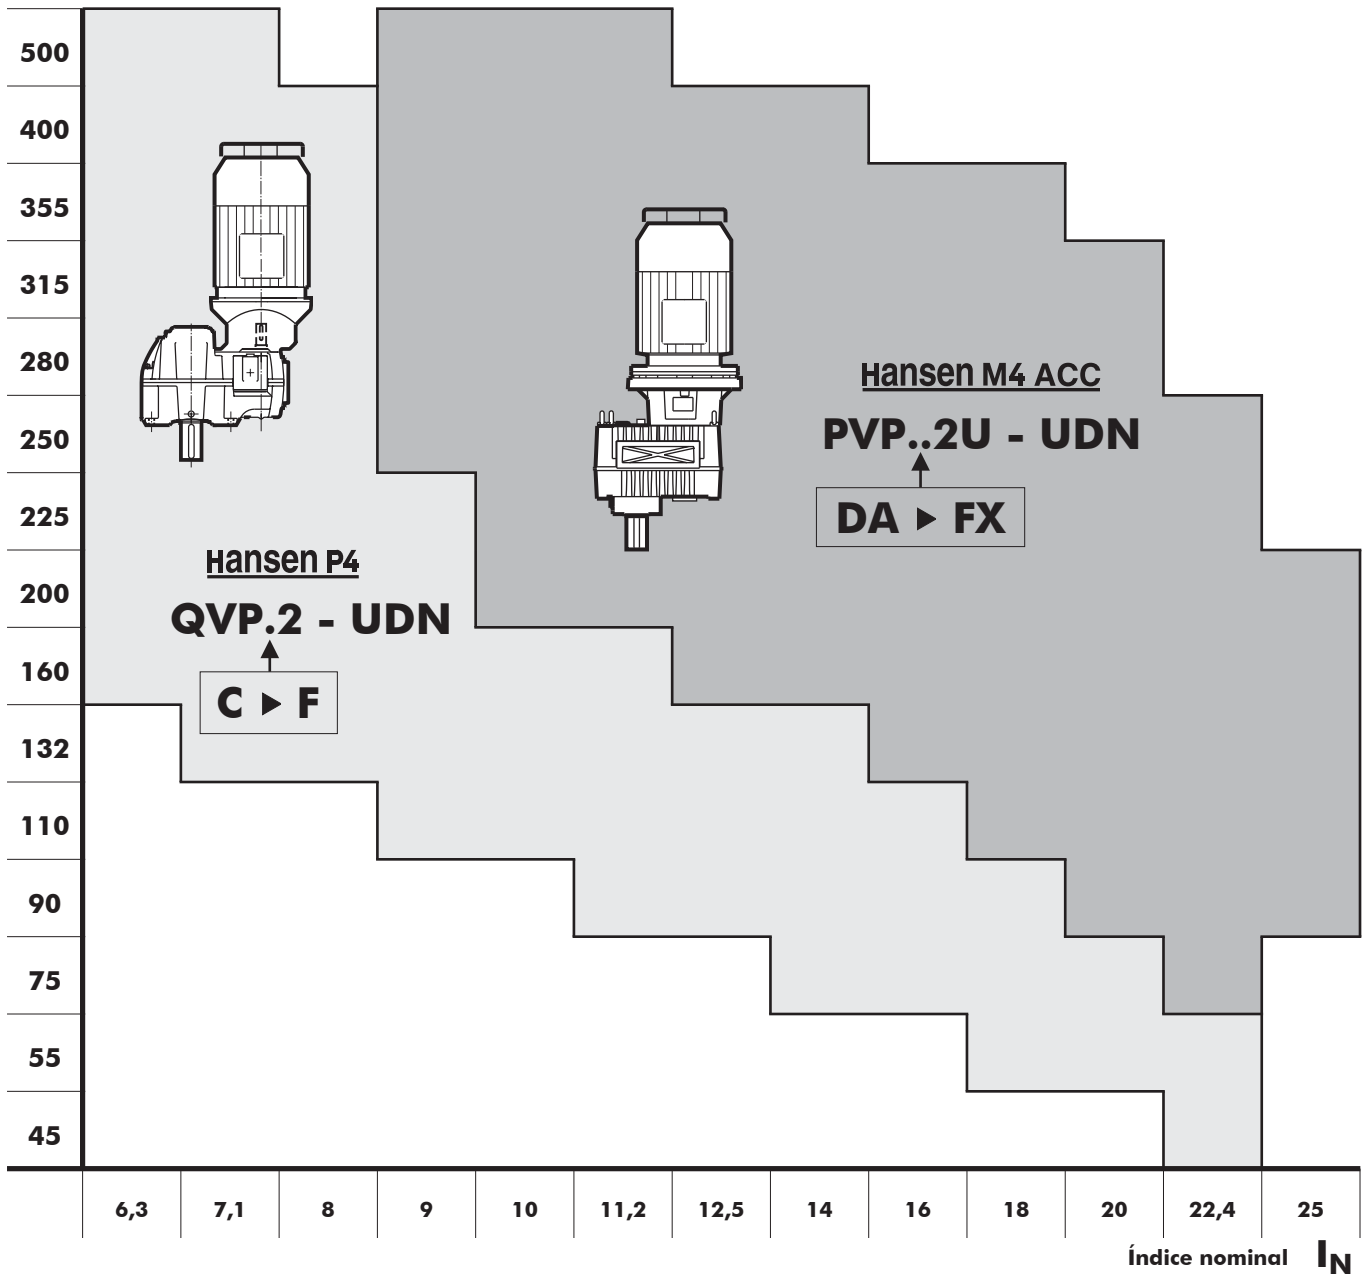 500
400
355
315
280
Hansen M4 ACC
250
PVP..2U - UDN
225
DA ▶ FX
Hansen P4
200
QVP.2 - UDN
160
C ▶ F
132
110
90
75
55
45
6,3 7,1 8 9 10 11,2 12,5 14 16 18 20 22,4 25
Índice nominal IN